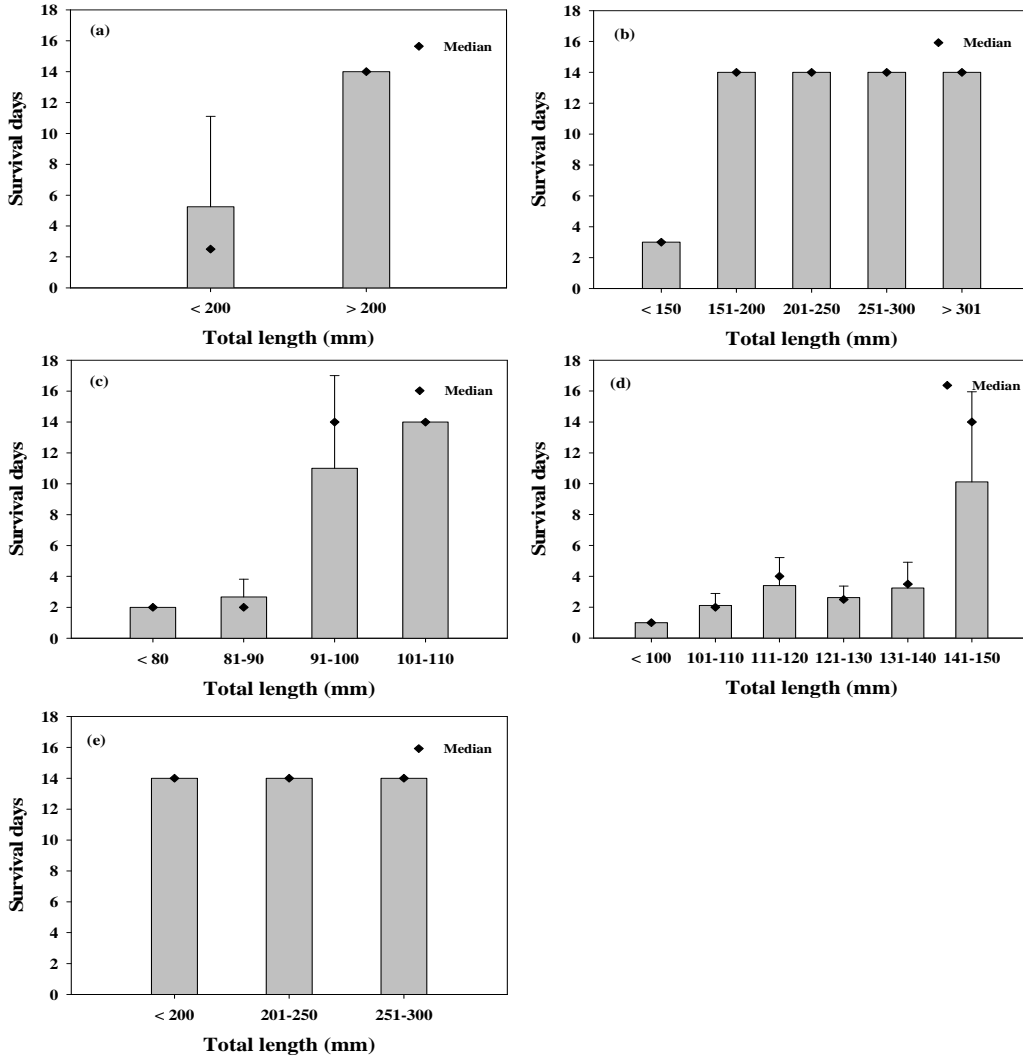 (a)
Median
Survival days
18
16
14
12
10
8
6
4
2
0
< 200 > 200
Total length (mm)
(b)
Median
Survival days
18
16
14
12
10
8
6
4
2
0
< 150 151-200 201-250 251-300 > 301
Total length (mm)
(c)
Median
Survival days
18
16
14
12
10
8
6
4
2
0
< 80 81-90 91-100 101-110
Total length (mm)
(d)
Median
Survival days
18
16
14
12
10
8
6
4
2
0
< 100 101-110 111-120 121-130 131-140 141-150
Total length (mm)
(e)
Median
Survival days
18
16
14
12
10
8
6
4
2
0
< 200 201-250 251-300
Total length (mm)